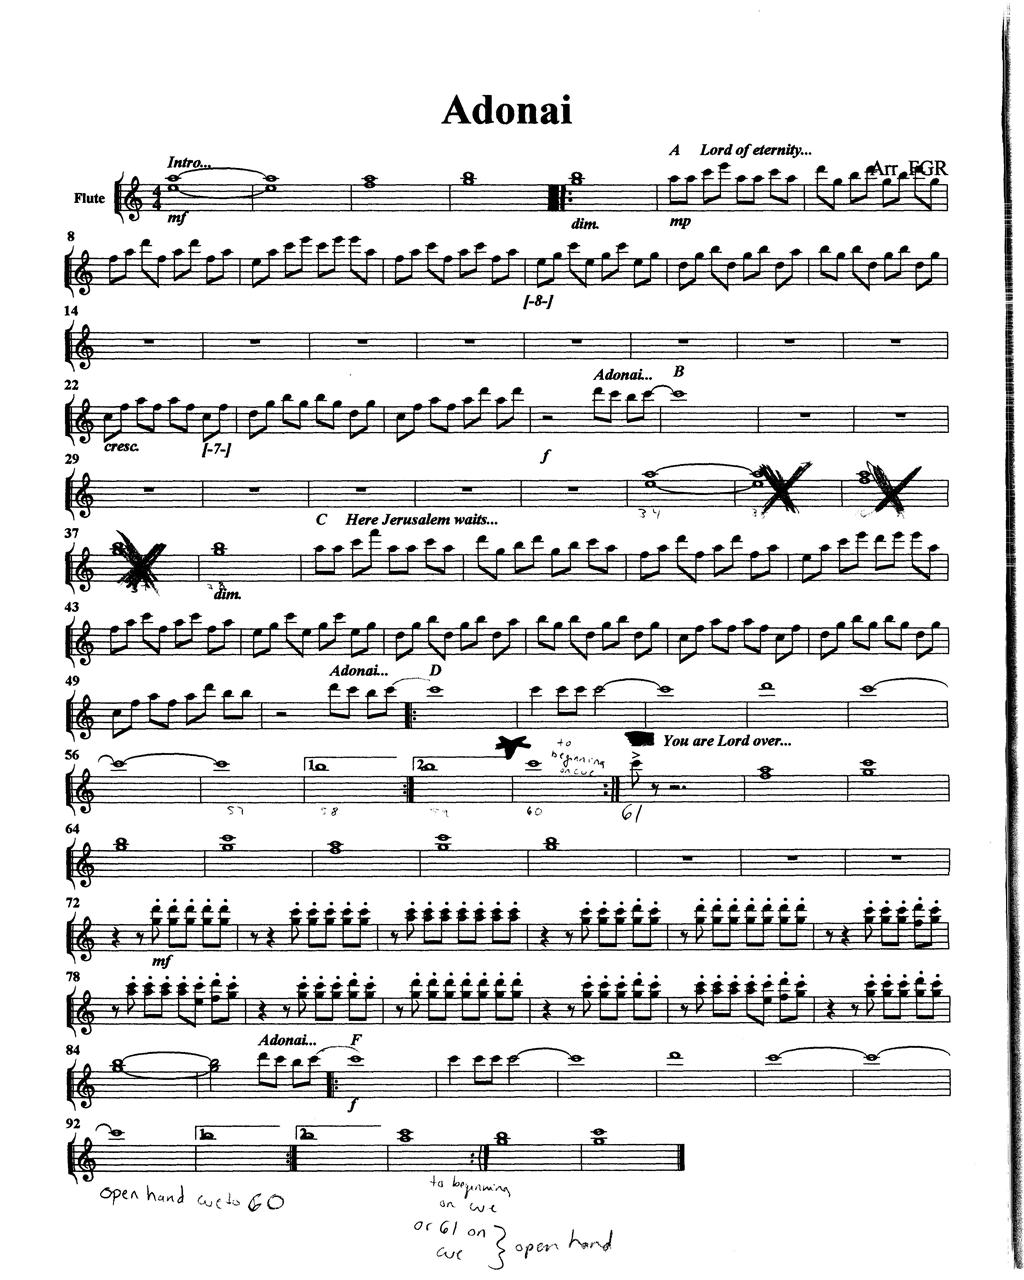 Adonai
Intro...
A Lord of eternity...
Arr. FGR
Flute
mf
dim.
mp
8
[-8-]
14
22
Adonai... B
cresc.
[-7-]
f
29
34
35
C Here Jerusalem waits...
37
37
38
dim.
43
49
Adonai... D
56
to
beginning
on cue
You are Lord over...
1.
2.
57
58
59
60
61
64
72
mf
78
84
Adonai... F
f
92
1.
2.
open hand cue to 60
to beginning
on cue
or 61 on
cue
open hand